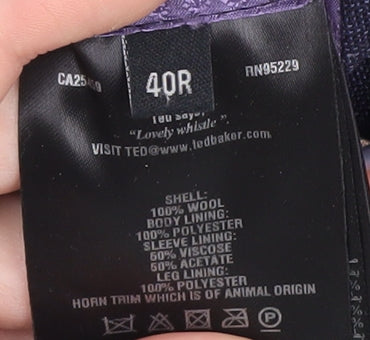 40R
RN95229
Ted says,
"Lovely whistle"
VISIT TED@www.tedbaker.com
SHELL:
100% WOOL
BODY LINING:
100% POLYESTER
SLEEVE LINING:
50% VISCOSE
50% ACETATE
LEG LINING:
100% POLYESTER
HORN TRIM WHICH IS OF ANIMAL ORIGIN
P